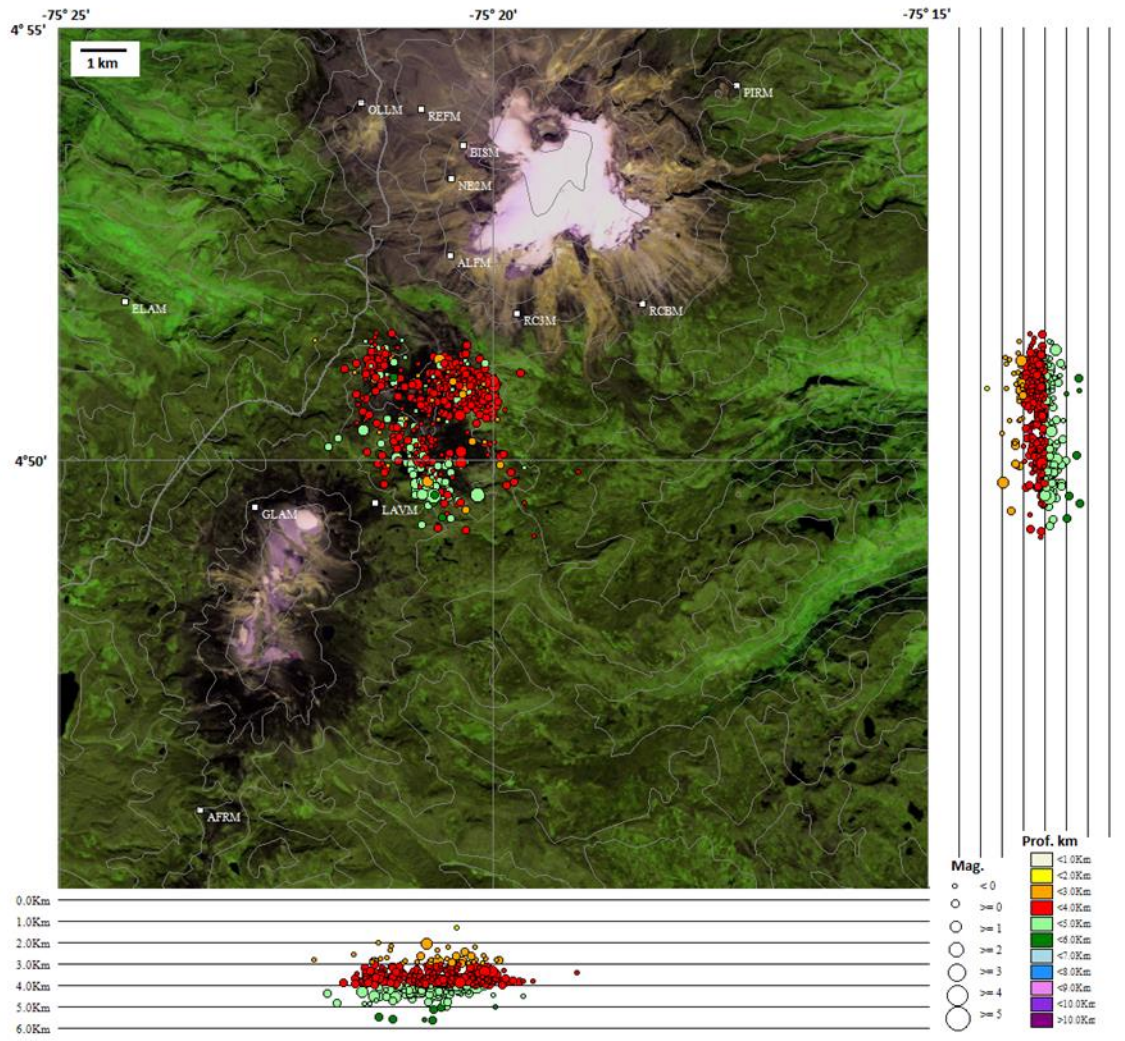 -75° 25'
-75° 20'
-75° 15'
4° 55'
1 km
OLLM
REFM
PIRM
BISM
NE2M
ALFM
ELAM
RC3M
RCBM
4°50'
GLAM
LAVM
AFRM
0.0Km
1.0Km
2.0Km
3.0Km
4.0Km
5.0Km
6.0Km
Mag.
< 0
>= 0
>= 1
>= 2
>= 3
>= 4
>= 5
Prof. km
<1.0Km
<2.0Km
<3.0Km
<4.0Km
<5.0Km
<6.0Km
<7.0Km
<8.0Km
<9.0Km
<10.0Km
>10.0Km